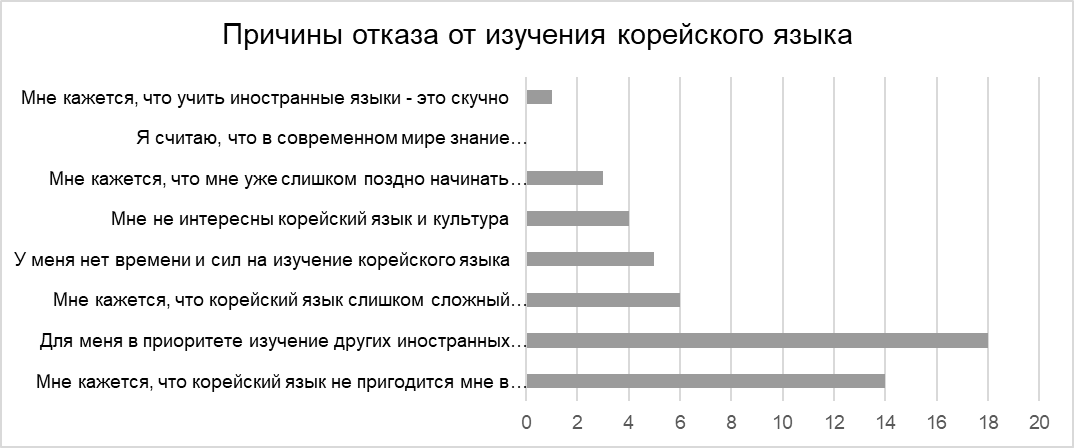 Причины отказа от изучения корейского языка
Мне кажется, что учить иностранные языки - это скучно
Я считаю, что в современном мире знание…
Мне кажется, что мне уже слишком поздно начинать…
Мне не интересны корейский язык и культура
У меня нет времени и сил на изучение корейского языка
Мне кажется, что корейский язык слишком сложный…
Для меня в приоритете изучение других иностранных…
Мне кажется, что корейский язык не пригодится мне в…
0 2 4 6 8 10 12 14 16 18 20